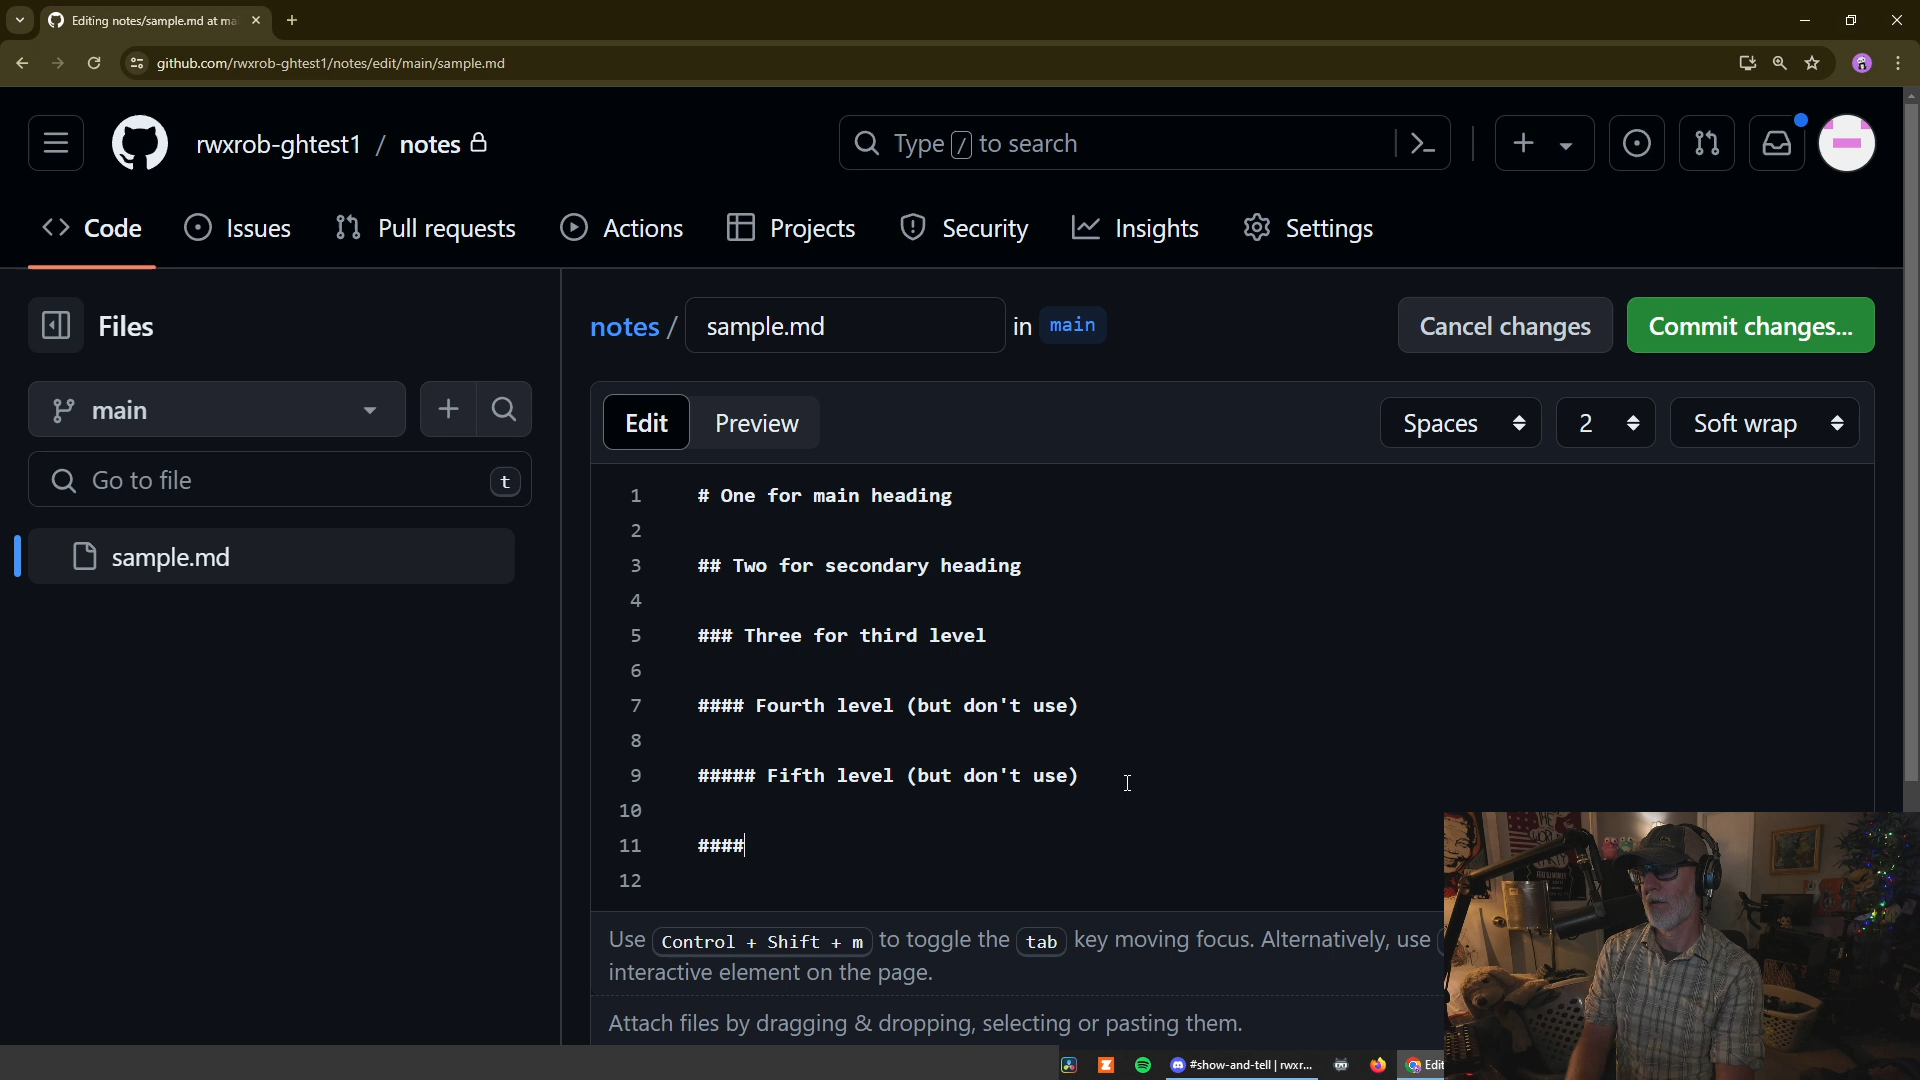 Editing notes/sample.md at ma
github.com/rwxrob-ghtest1/notes/edit/main/sample.md
rwxrob-ghtest1 / notes
Type / to search
Code
Issues
Pull requests
Actions
Projects
Security
Insights
Settings
Files
notes / sample.md in main
Cancel changes
Commit changes...
main
Edit
Preview
Spaces
2
Soft wrap
Go to file
t
sample.md
1 # One for main heading
2
3 ## Two for secondary heading
4
5 ### Three for third level
6
7 #### Fourth level (but don't use)
8
9 ##### Fifth level (but don't use)
10
11 ####
12
Use Control + Shift + m to toggle the tab key moving focus. Alternatively, use
interactive element on the page.
Attach files by dragging & dropping, selecting or pasting them.
#show-and-tell | rwxr...
Edit